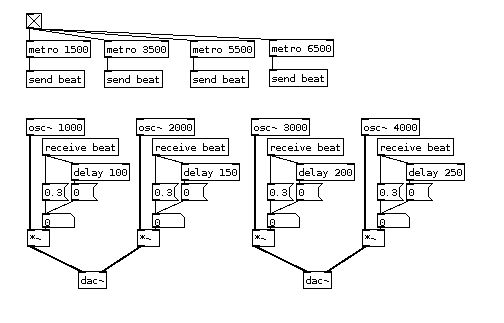 metro 1500 metro 3500 metro 5500 metro 6500
send beat send beat send beat send beat
osc~ 1000 osc~ 2000 osc~ 3000 osc~ 4000
receive beat receive beat receive beat receive beat
delay 100 delay 150 delay 200 delay 250
0.3 0 0.3 0 0.3 0 0.3 0
0 0 0 0
*~ *~ *~ *~
dac~ dac~